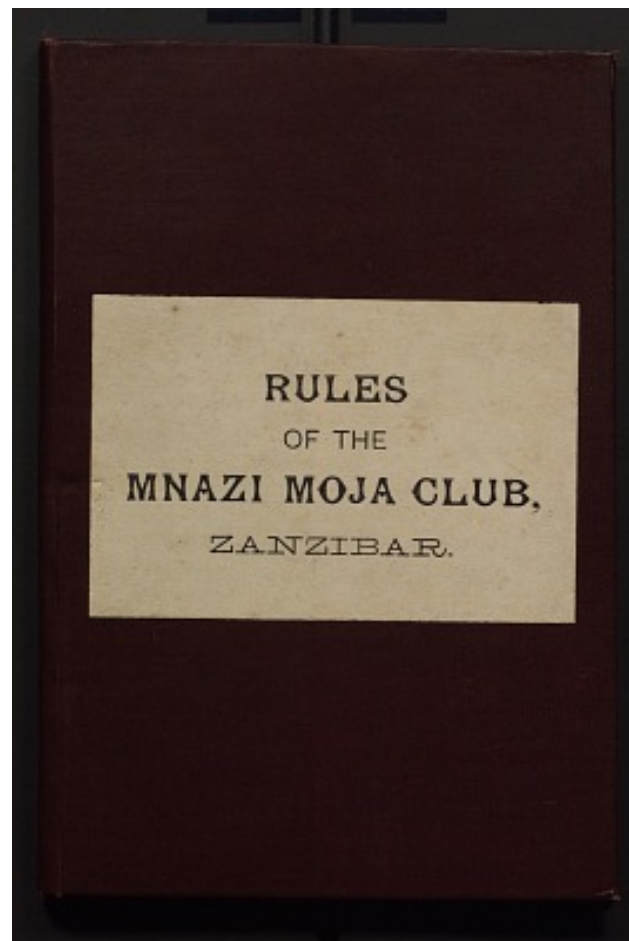 RULES
OF THE
MNAZI MOJA CLUB,
ZANZIBAR.